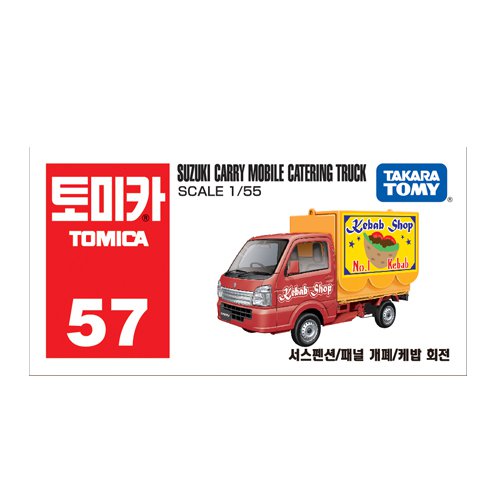 토미카®
TOMICA
57
SUZUKI CARRY MOBILE CATERING TRUCK
SCALE 1/55
TAKARA
TOMY®
Kebab Shop
No.1 Kebab
Kebab Shop
서스펜션/패널 개폐/케밥 회전